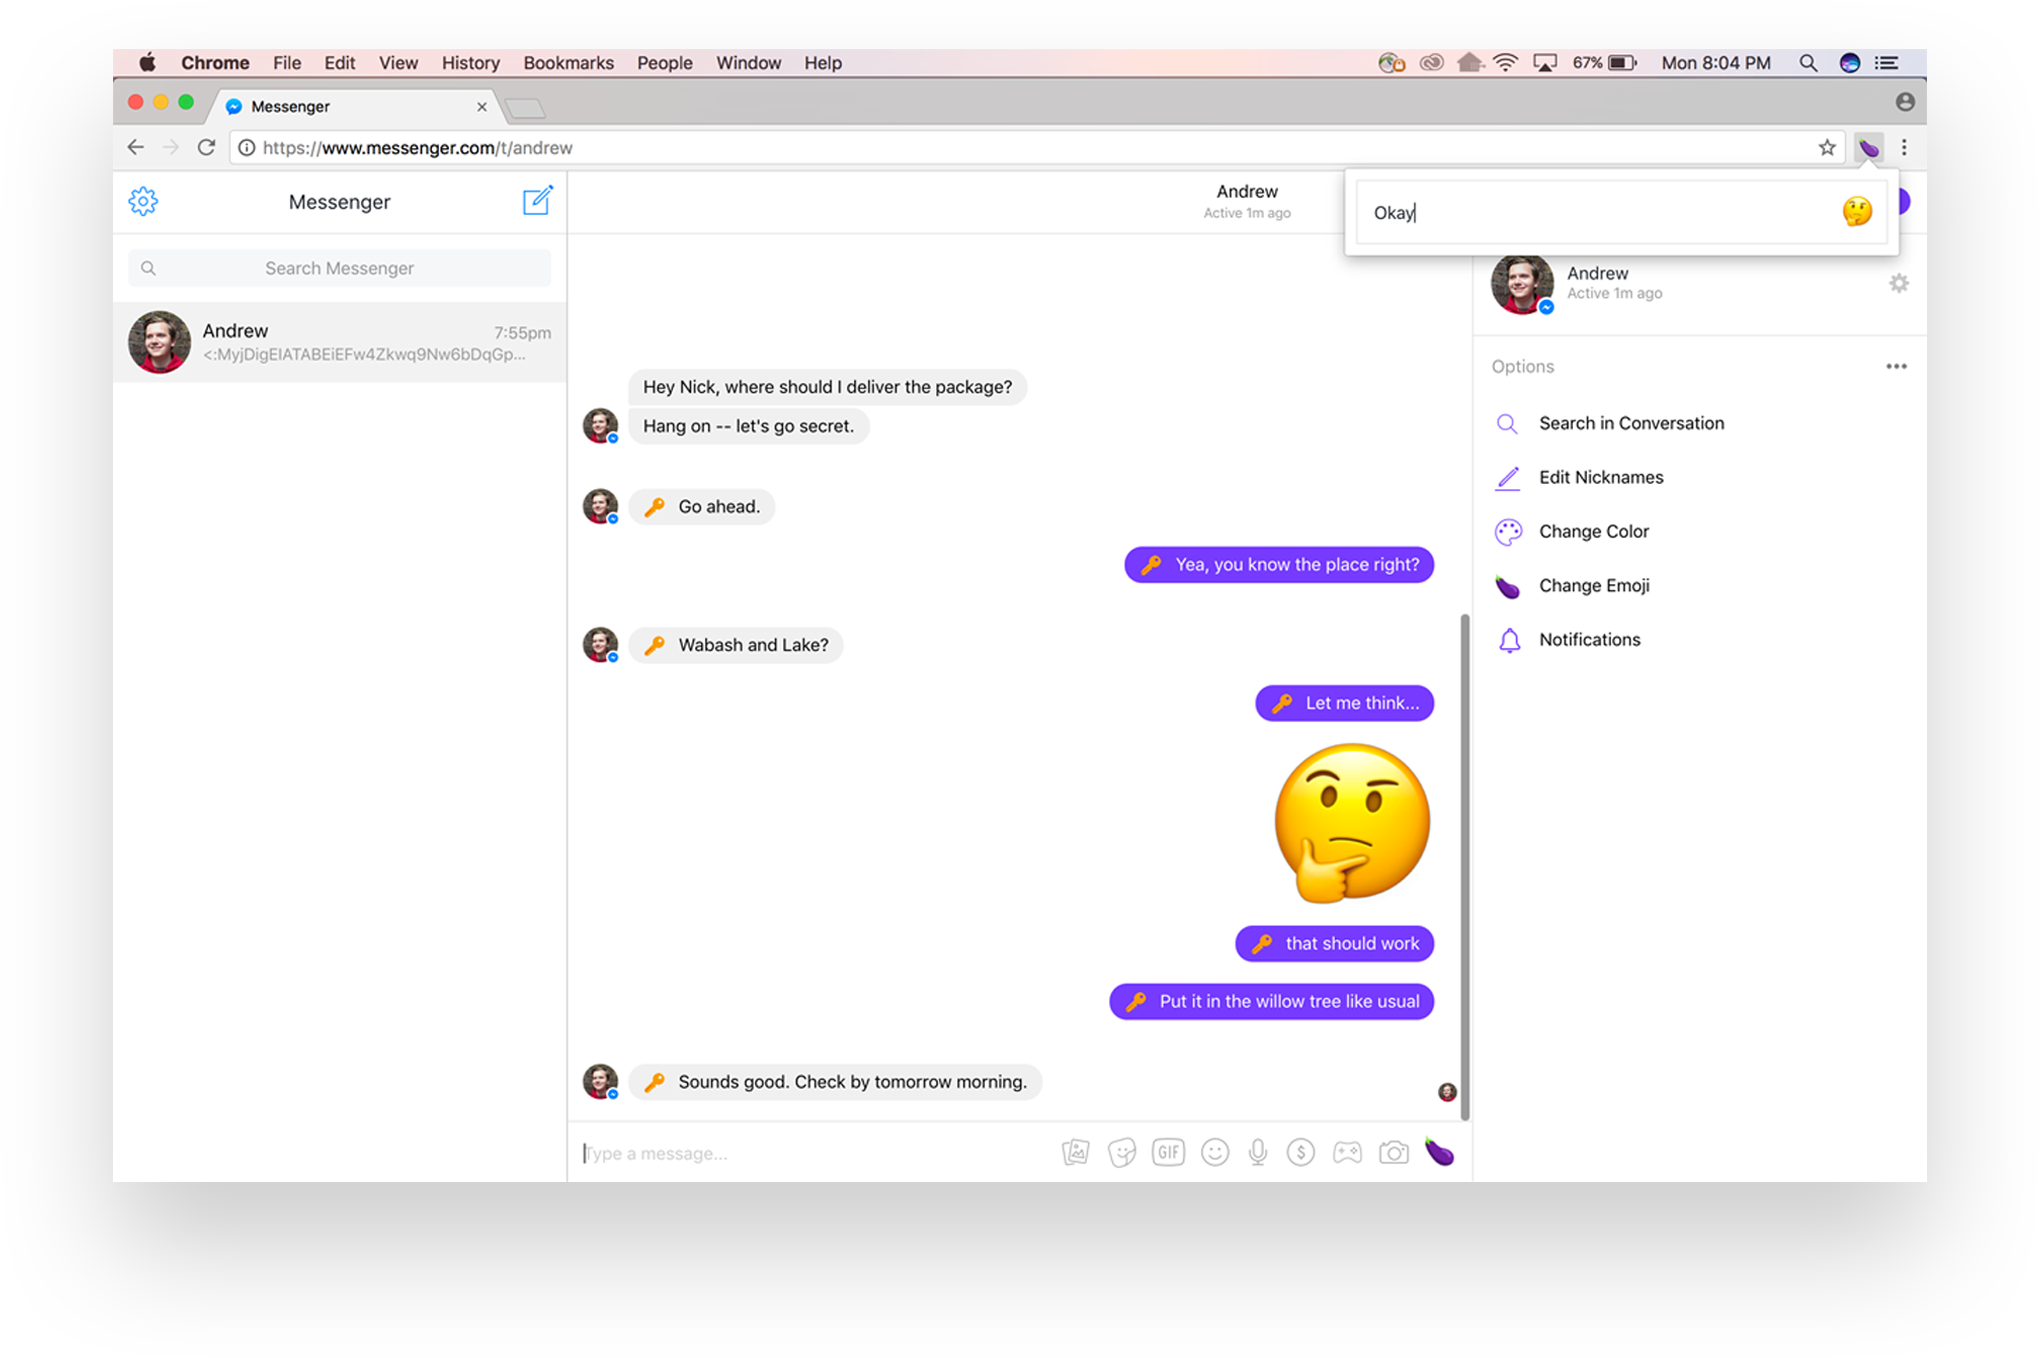 Chrome File Edit View History Bookmarks People Window Help 67% Mon 8:04 PM
Messenger
https://www.messenger.com/t/andrew
Messenger
Search Messenger
Andrew 7:55pm
<:MyjDigEIATABEiEFw4Zkwq9Nw6bDqGp...
Andrew
Active 1m ago
Hey Nick, where should I deliver the package?
Hang on -- let's go secret.
🔑 Go ahead.
🔑 Yea, you know the place right?
🔑 Wabash and Lake?
🔑 Let me think...
🤔
🔑 that should work
🔑 Put it in the willow tree like usual
🔑 Sounds good. Check by tomorrow morning.
Type a message...
GIF
$
Okay
🤔
Andrew
Active 1m ago
Options
Search in Conversation
Edit Nicknames
Change Color
🍆 Change Emoji
Notifications